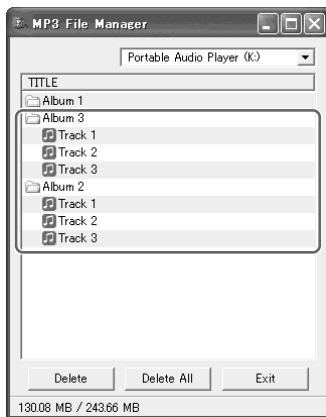 MP3 File Manager
Portable Audio Player (K:)
TITLE
Album 1
Album 3
Track 1
Track 2
Track 3
Album 2
Track 1
Track 2
Track 3
Delete Delete All Exit
130.08 MB / 243.66 MB